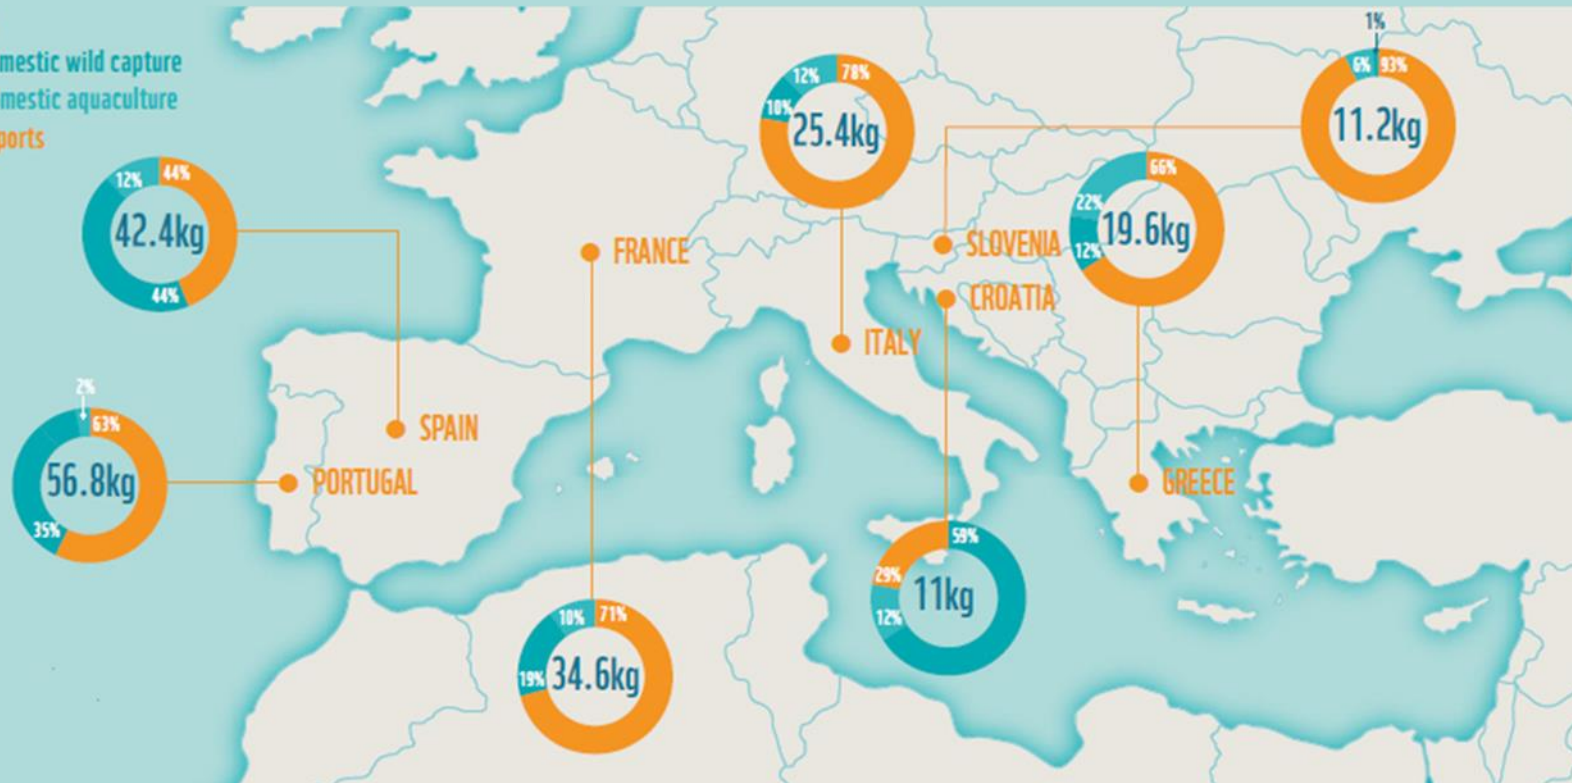 mestic wild capture
mestic aquaculture
ports
12%
44%
42.4kg
44%
2%
63%
56.8kg
35%
PORTUGAL
SPAIN
FRANCE
10%
71%
19%
34.6kg
12%
78%
10%
25.4kg
ITALY
SLOVENIA
CROATIA
59%
29%
11kg
12%
66%
22%
19.6kg
12%
GREECE
1%
6%
93%
11.2kg